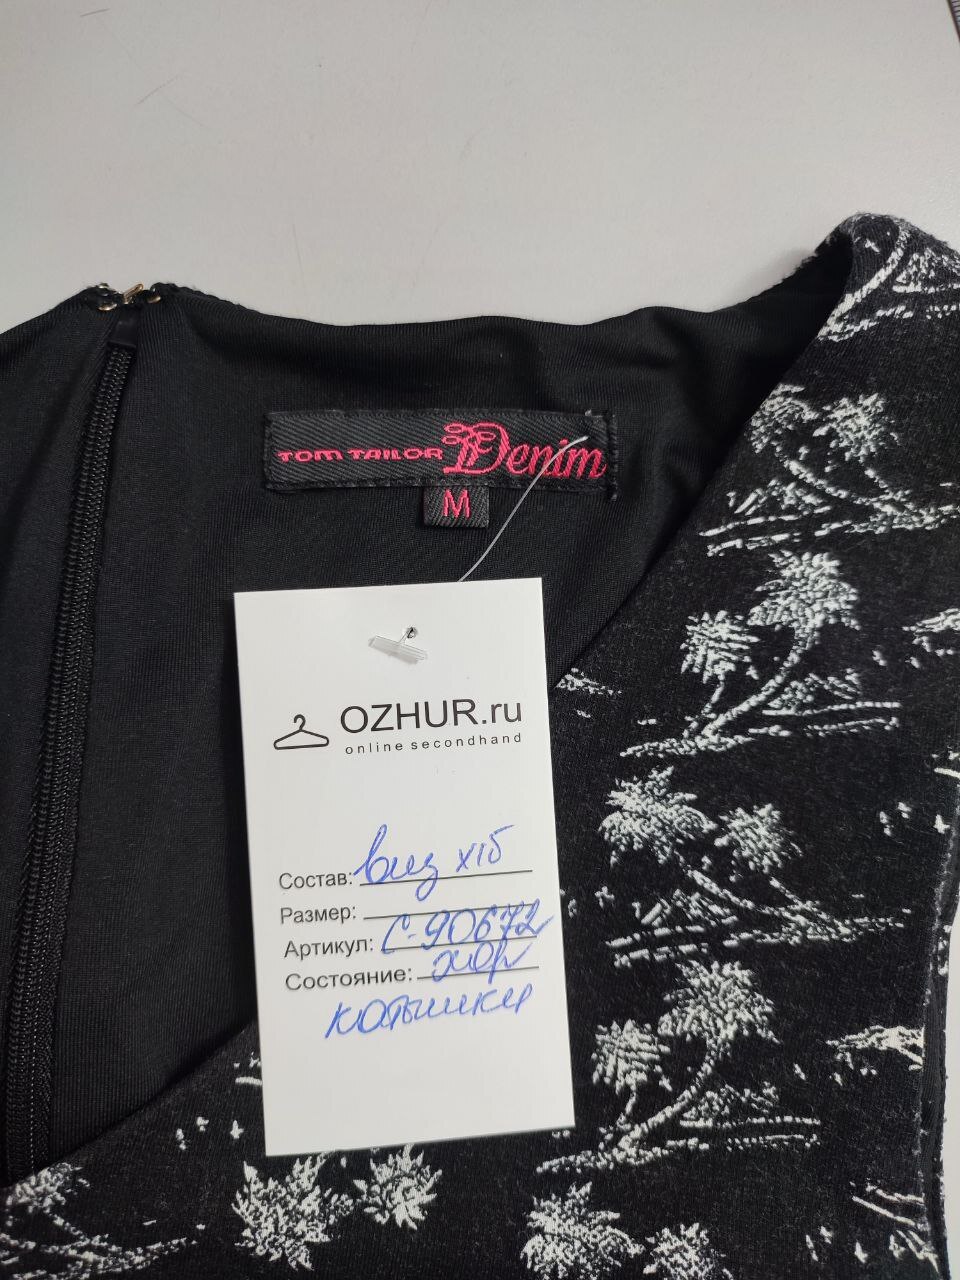 TOM TAILOR Denim
M
OZHUR.ru
online secondhand
Состав: виз х/б
Размер:
Артикул: С-90672
Состояние: хор
катышки